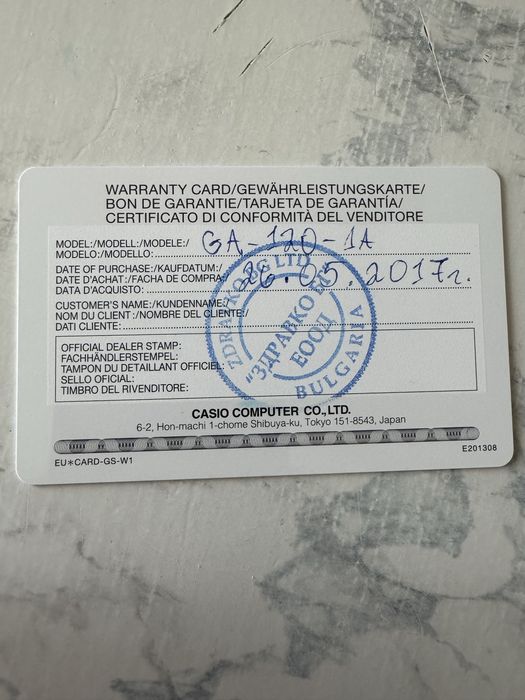 WARRANTY CARD/GEWÄHRLEISTUNGSKARTE/
BON DE GARANTIE/TARJETA DE GARANTÍA/
CERTIFICATO DI CONFORMITÀ DEL VENDITORE
MODEL:/MODELL:/MODELE:/
MODELO:/MODELLO: GA-120-1A
DATE OF PURCHASE:/KAUFDATUM:/
DATE D'ACHAT:/FACHA DE COMPRA:/
DATA D'ACQUISTO: 26.05.2017г.
CUSTOMER'S NAME:/KUNDENNAME:
NOM DU CLIENT:/NOMBRE DEL CLIENTE:/
DATI CLIENTE:
OFFICIAL DEALER STAMP:
FACHHÄNDLERSTEMPEL:
TAMPON DU DETAILLANT OFFICIEL:
SELLO OFICIAL:
TIMBRO DEL RIVENDITORE:
BG LTD
BULGARIA
ЕООД
CASIO COMPUTER CO.,LTD.
6-2, Hon-machi 1-chome Shibuya-ku, Tokyo 151-8543, Japan
EU*CARD-GS-W1
E201308